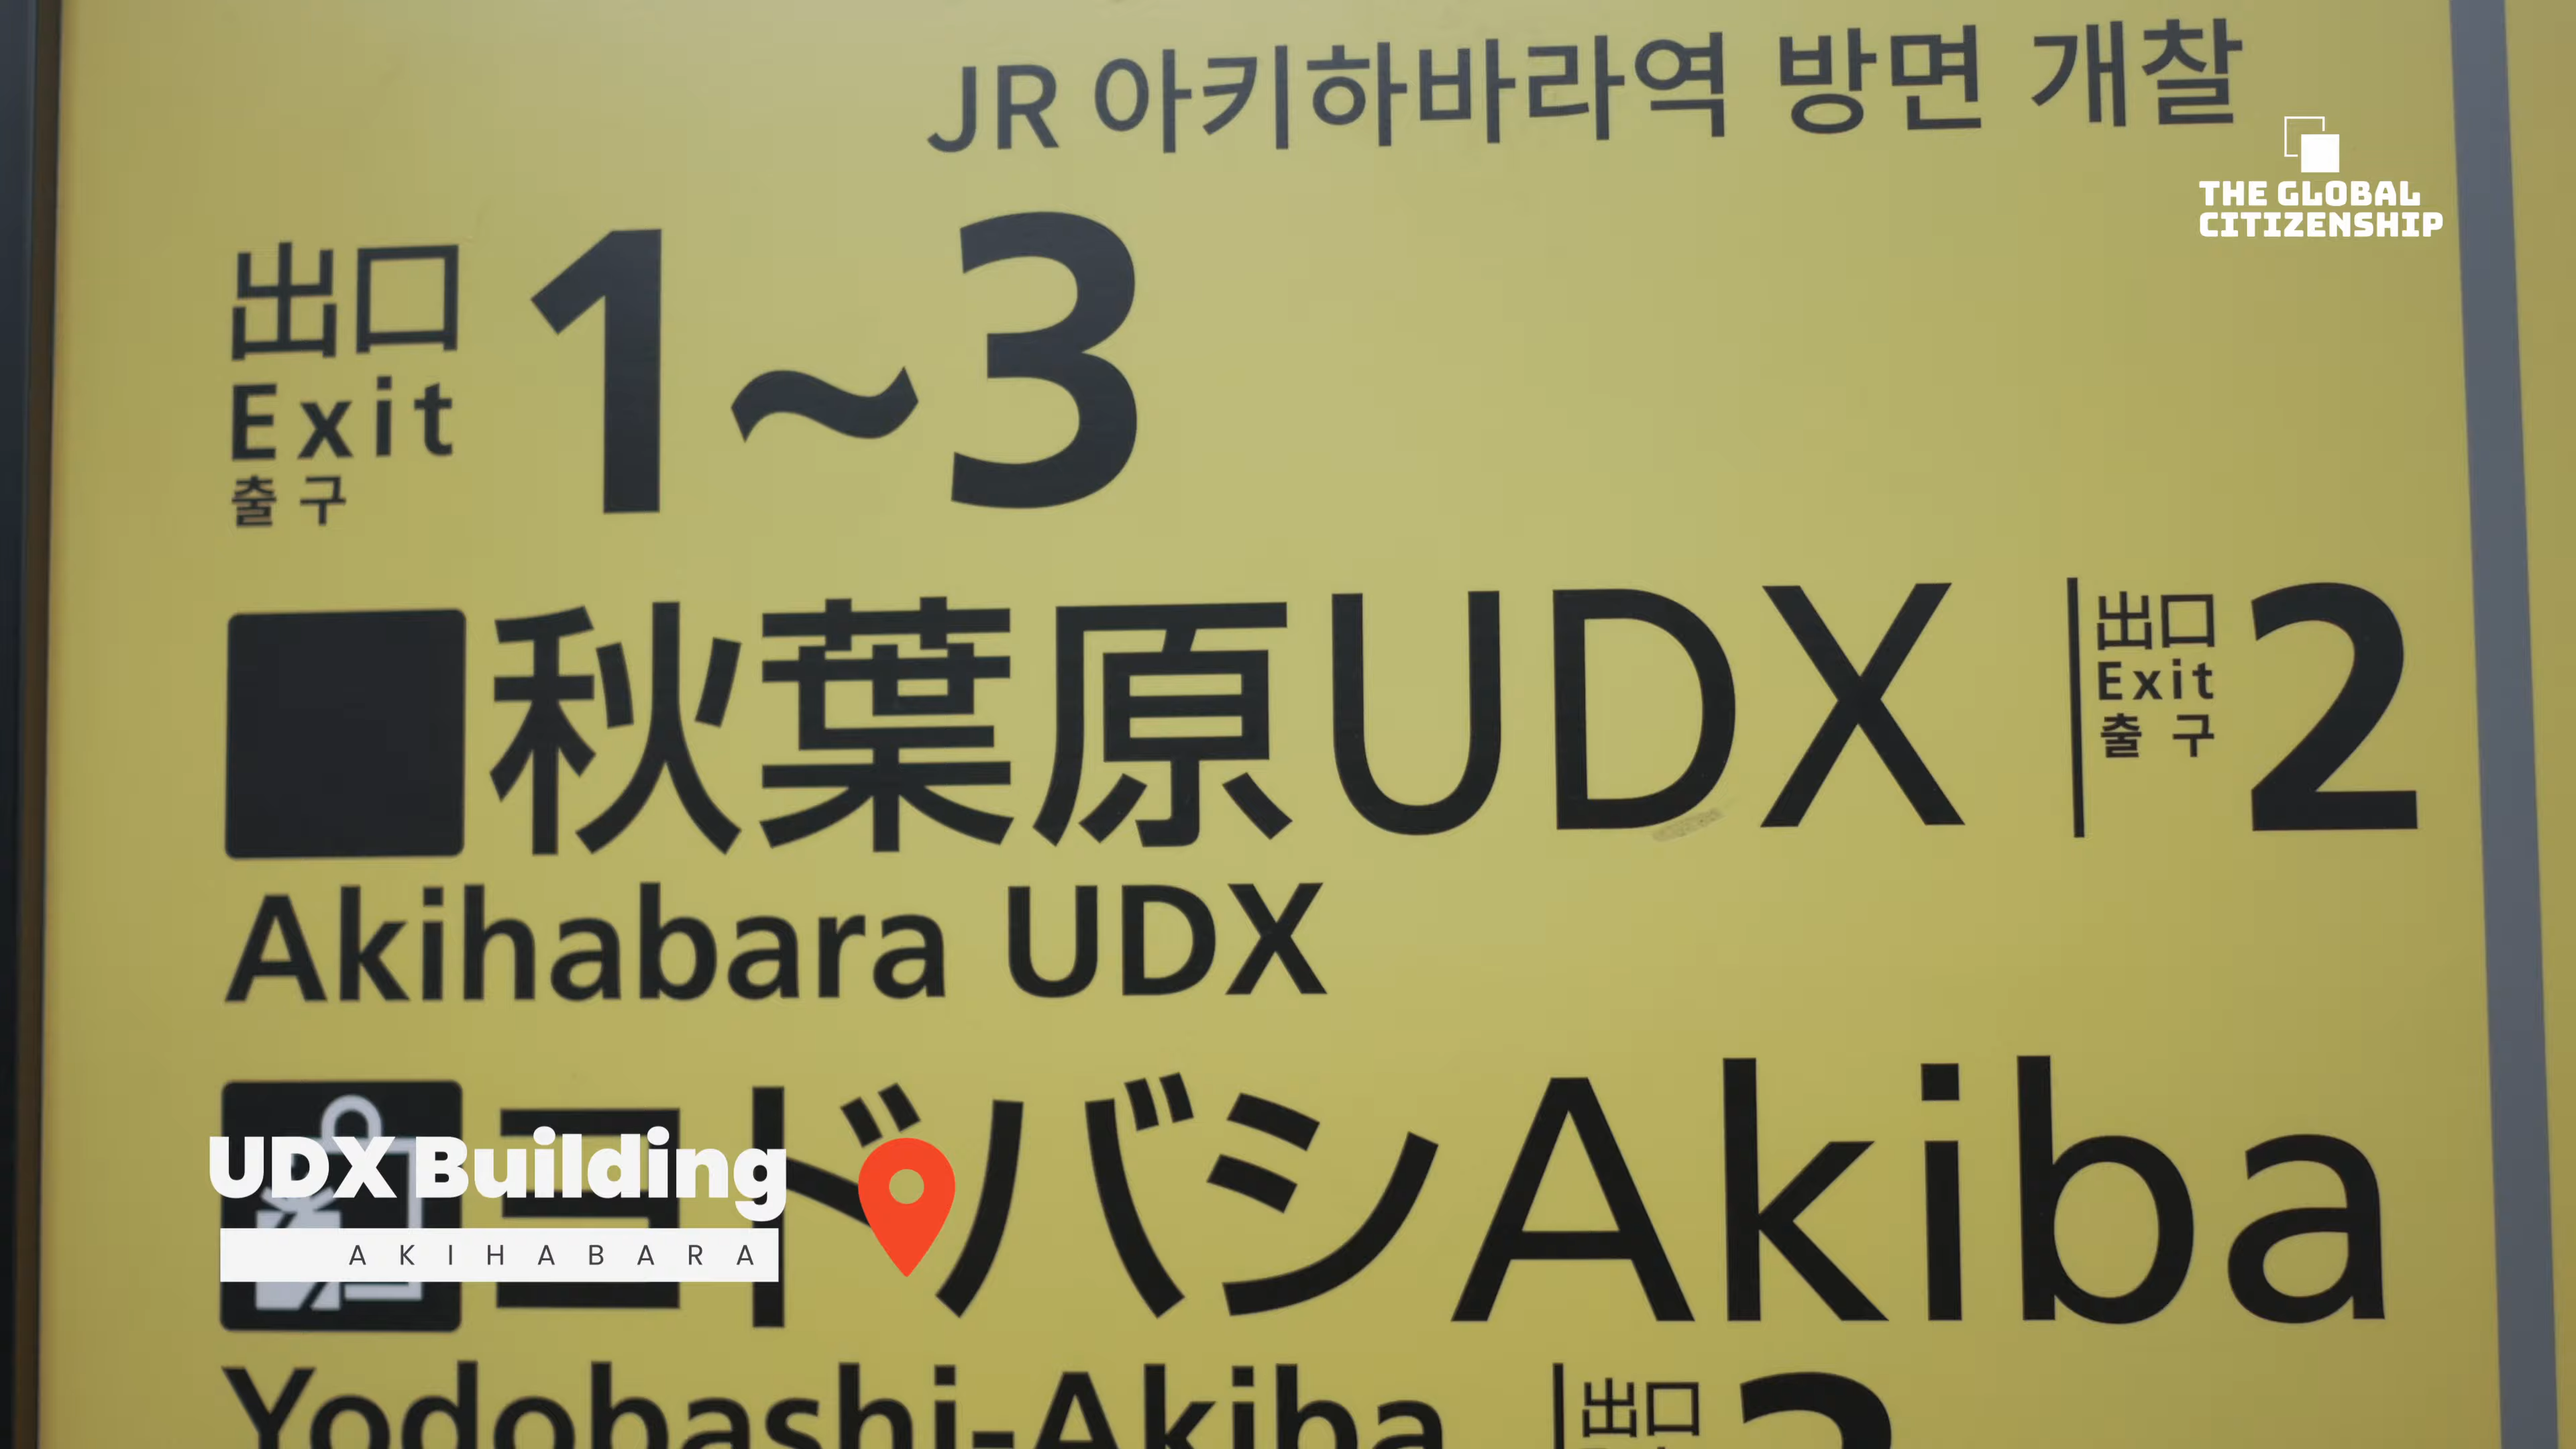 JR 아키하바라역 방면 개찰
THE GLOBAL
CITIZENSHIP
出口
Exit
출구
1~3
秋葉原UDX
出口
Exit
출구
2
Akihabara UDX
ヨドバシAkiba
UDX Building
AKIHABARA
Yodobashi-Akiba
出口